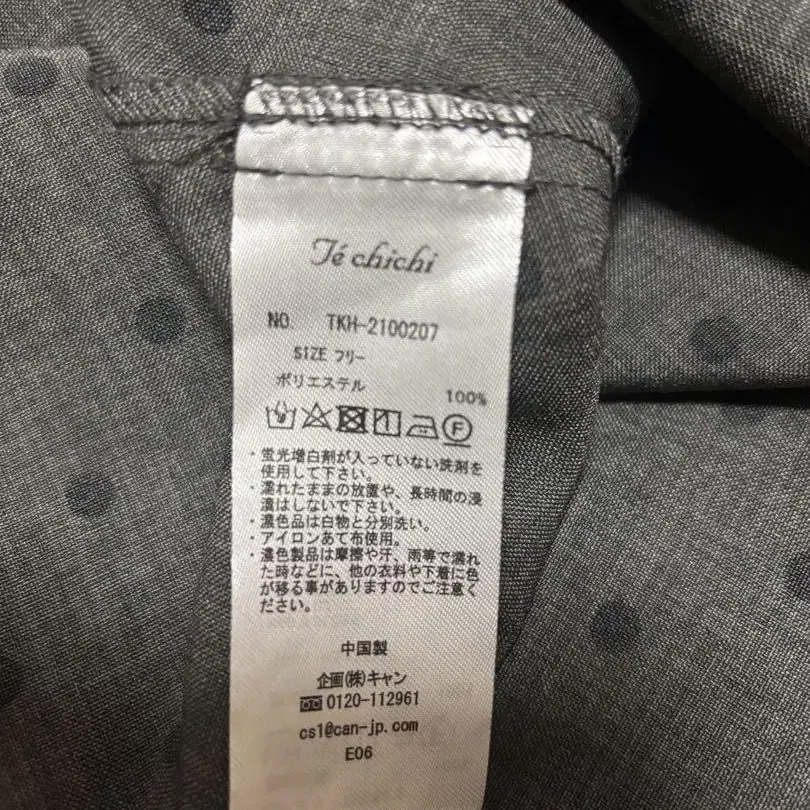 Té chichi
NO. TKH-2100207
SIZE フリー
ポリエステル 100%
F
・蛍光増白剤が入っていない洗剤を
使用して下さい。
・濡れたままの放置や、長時間の浸
漬はしないで下さい。
・濃色品は白物と分別洗い。
・アイロンあて布使用。
・濃色製品は摩擦や汗、雨等で濡れ
た時などに、他の衣料や下着に色
が移る事がありますのでご注意く
ださい。
中国製
企画(株)キャン
0120-112961
cs1@can-jp.com
E06